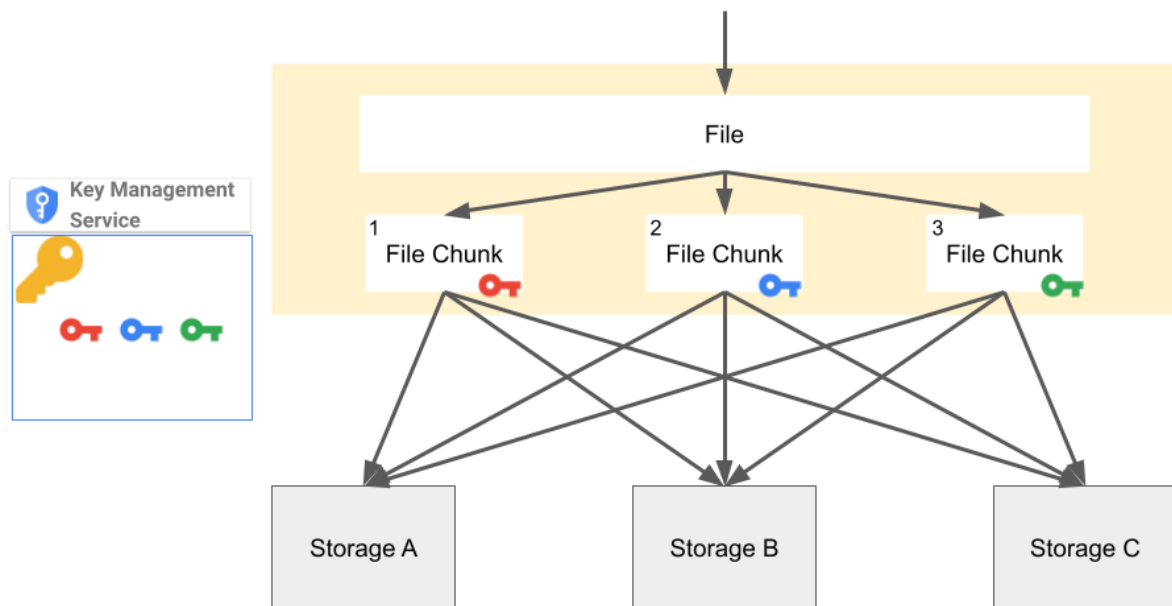 File
Key Management
Service
1
File Chunk
2
File Chunk
3
File Chunk
Storage A
Storage B
Storage C